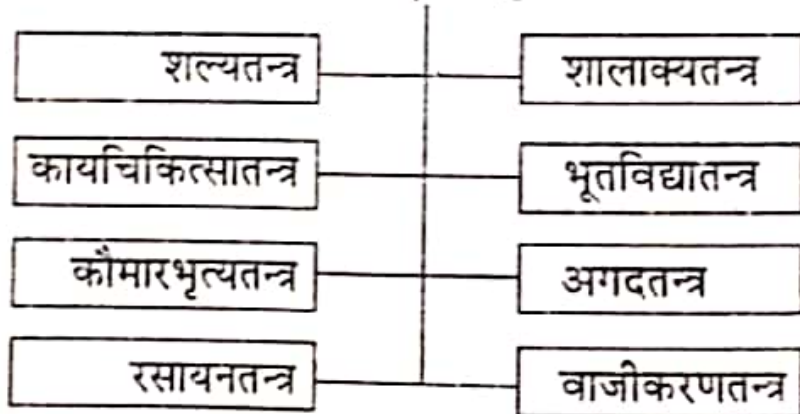 शल्यतन्त्र
शालाक्यतन्त्र
कायचिकित्सातन्त्र
भूतविद्यातन्त्र
कौमारभृत्यतन्त्र
अगदतन्त्र
रसायनतन्त्र
वाजीकरणतन्त्र